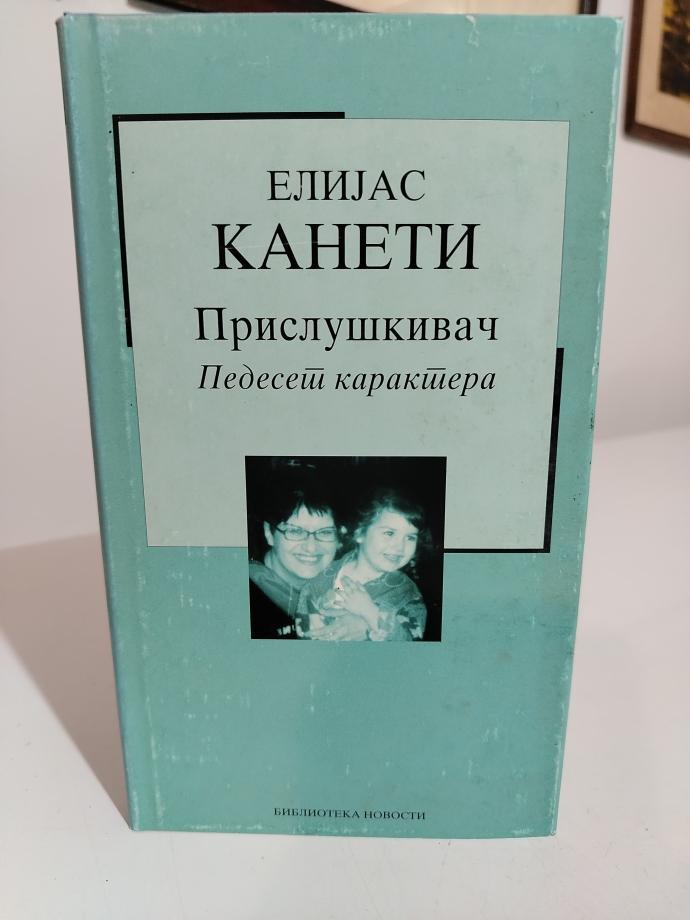 ЕЛИЈАС
КАНЕТИ
Прислушкивач
Педесет карактера
БИБЛИОТЕКА НОВОСТИ